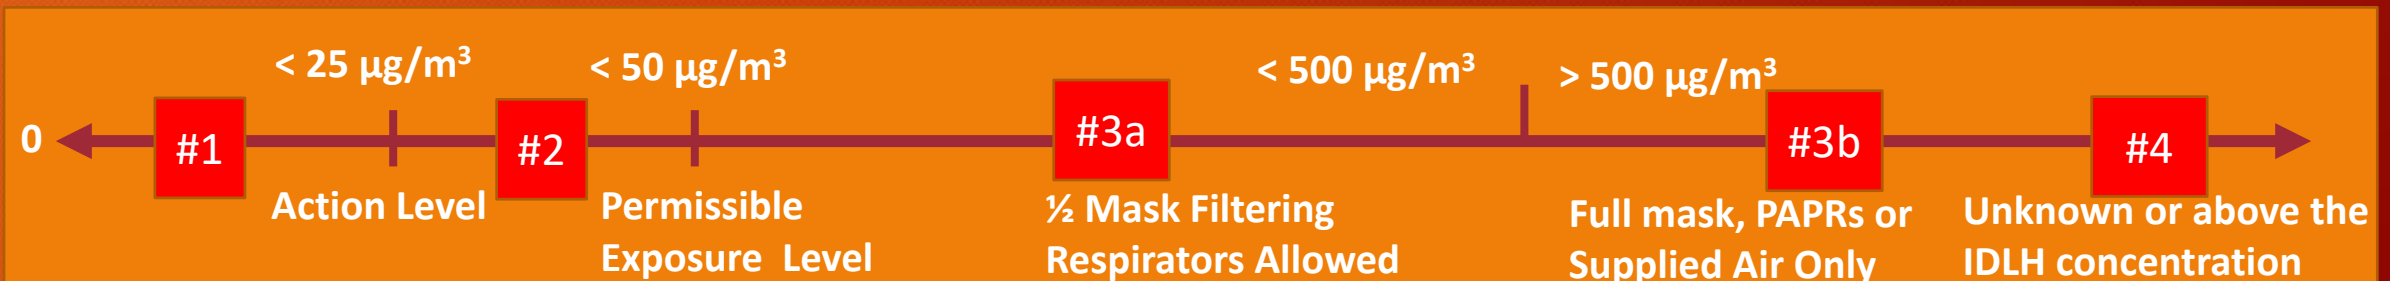 < 25 µg/m³
< 50 µg/m³
< 500 µg/m³
> 500 µg/m³
0
#1
#2
#3a
#3b
#4
Action Level
Permissible
Exposure Level
½ Mask Filtering
Respirators Allowed
Full mask, PAPRs or
Supplied Air Only
Unknown or above the
IDLH concentration